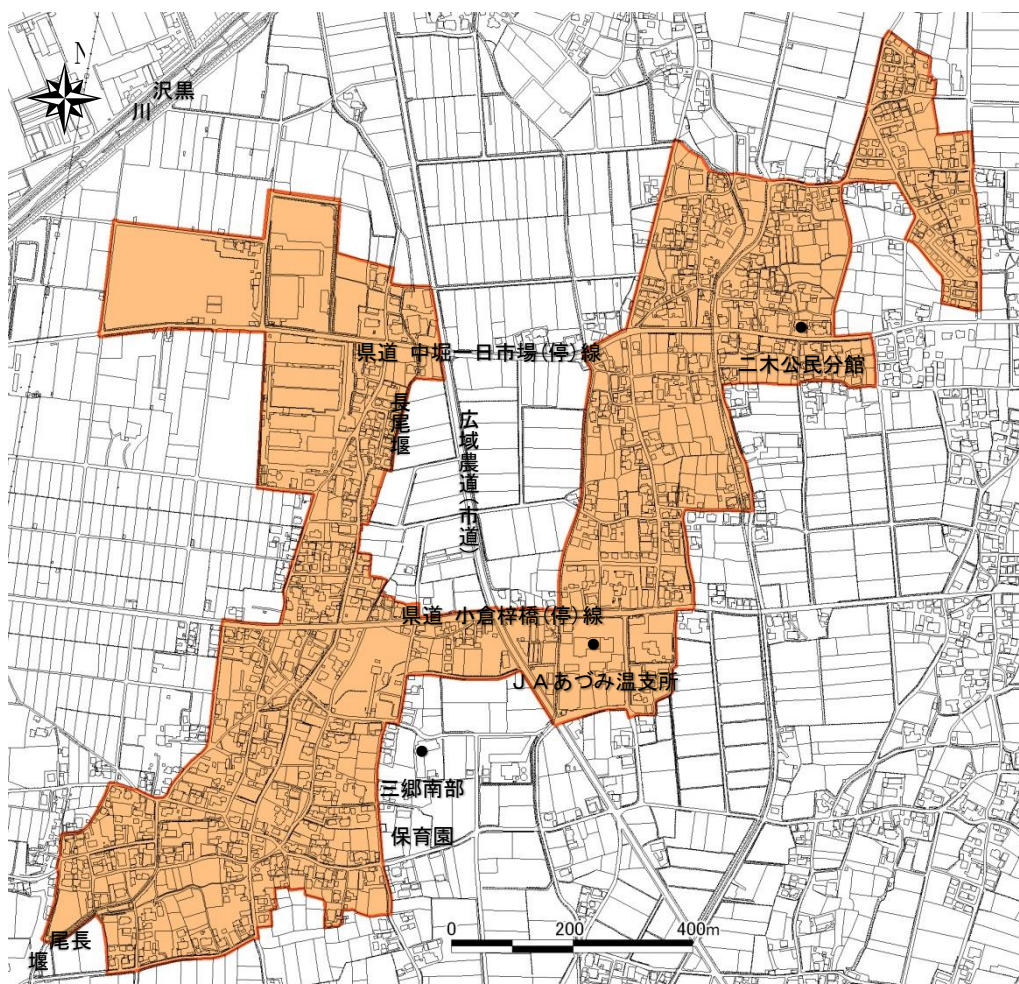 N
黒沢川
県道 中堀一日市場(停)線
二木公民分館
長尾堰
広域農道(市道)
県道 小倉梓橋(停)線
JAあづみ温支所
三郷南部
保育園
長尾堰
0 200 400m